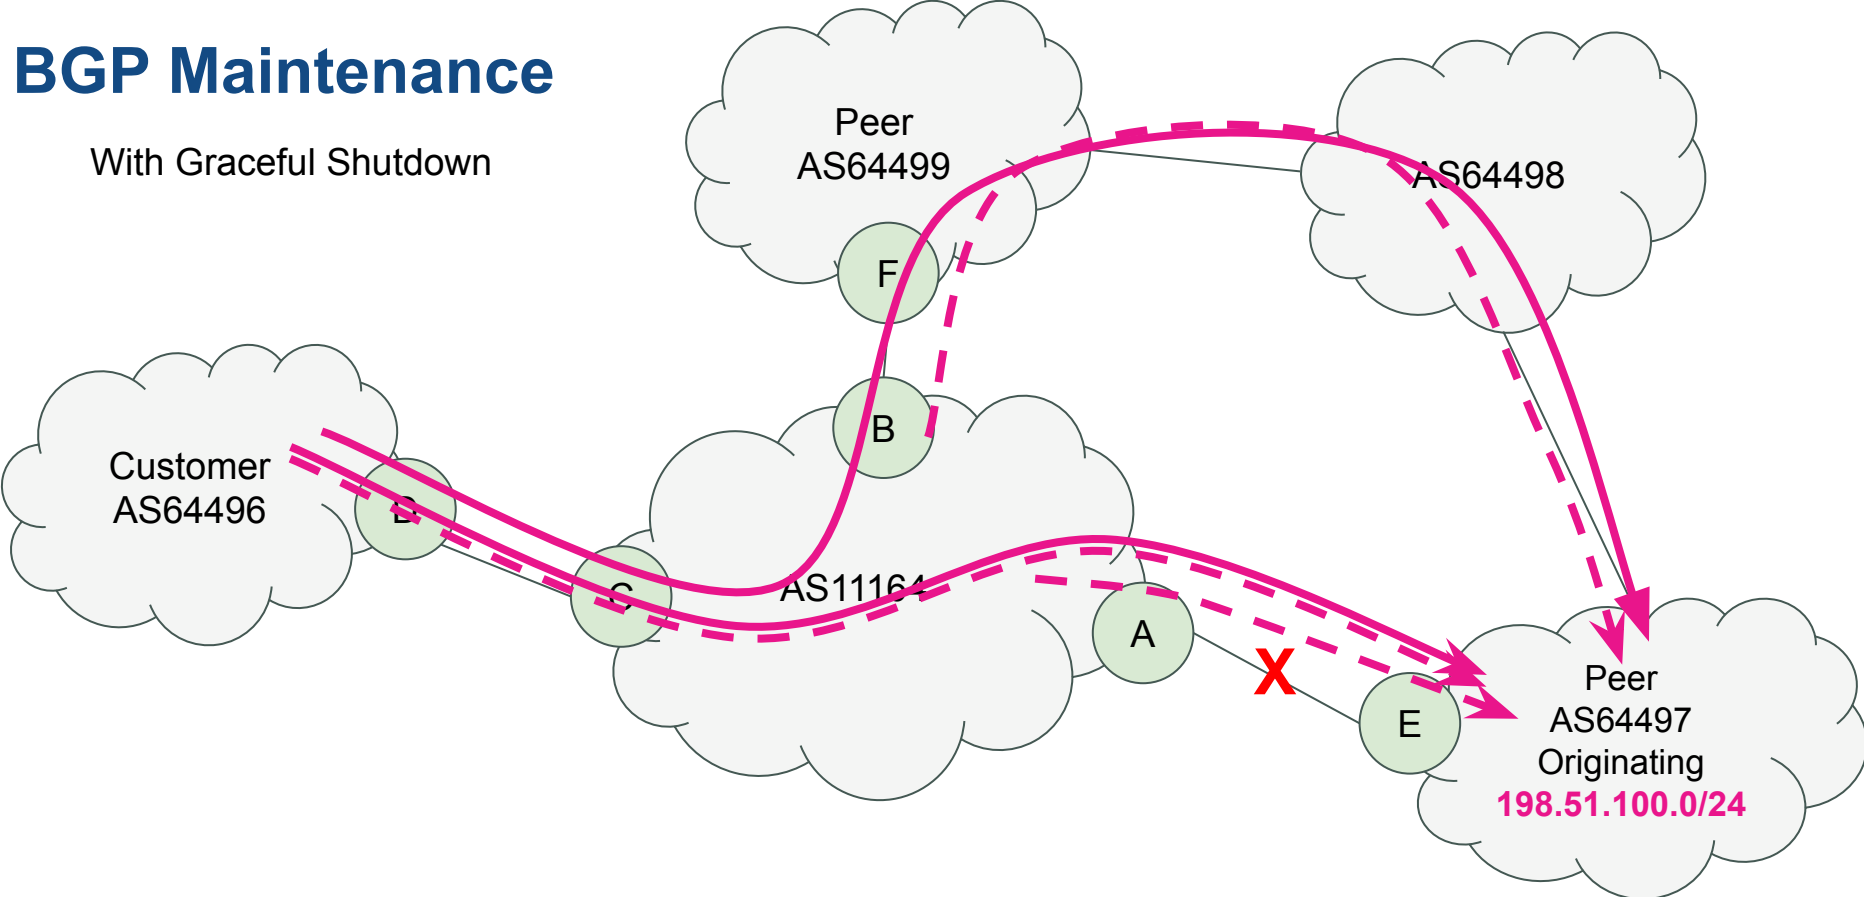 BGP Maintenance
With Graceful Shutdown
Peer
AS64499
AS64498
F
B
Customer
AS64496
D
C
AS11164
A
X
E
Peer
AS64497
Originating
198.51.100.0/24